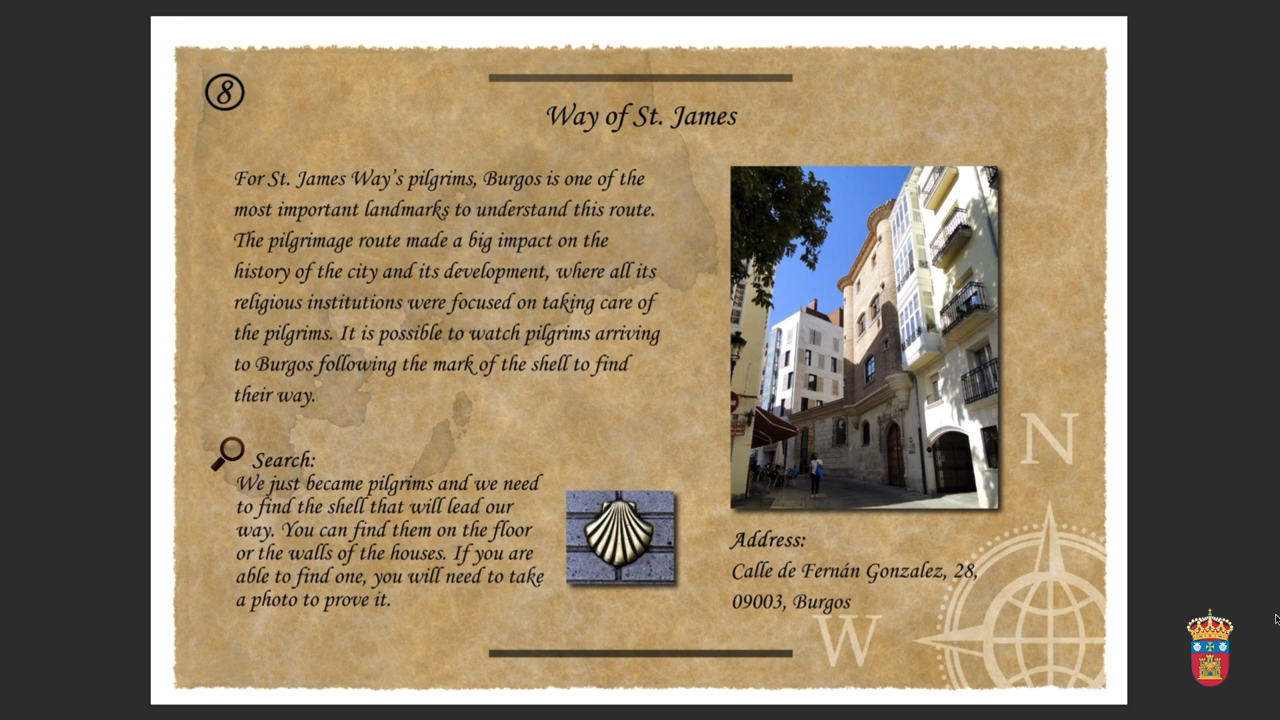 8
Way of St. James
For St. James Way's pilgrims, Burgos is one of the
most important landmarks to understand this route.
The pilgrimage route made a big impact on the
history of the city and its development, where all its
religious institutions were focused on taking care of
the pilgrims. It is possible to watch pilgrims arriving
to Burgos following the mark of the shell to find
their way.
Search:
We just became pilgrims and we need
to find the shell that will lead our
way. You can find them on the floor
or the walls of the houses. If you are
able to find one, you will need to take
a photo to prove it.
Address:
Calle de Fernán Gonzalez, 28,
09003, Burgos
N
W